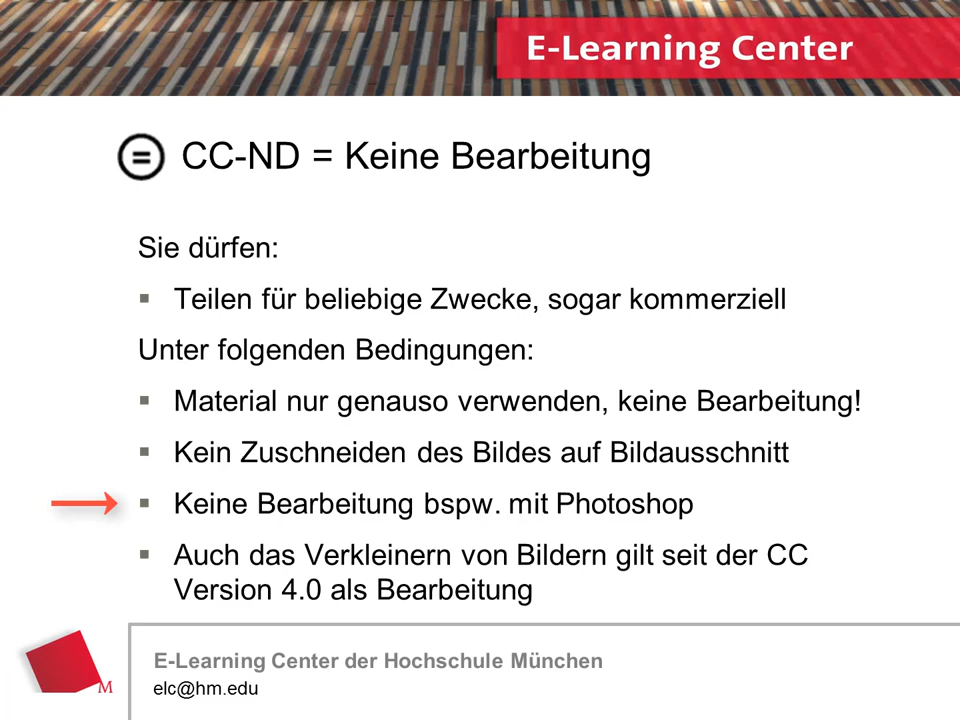 E-Learning Center
= CC-ND = Keine Bearbeitung
Sie dürfen:
▪ Teilen für beliebige Zwecke, sogar kommerziell
Unter folgenden Bedingungen:
▪ Material nur genauso verwenden, keine Bearbeitung!
▪ Kein Zuschneiden des Bildes auf Bildausschnitt
▪ Keine Bearbeitung bspw. mit Photoshop
▪ Auch das Verkleinern von Bildern gilt seit der CC
Version 4.0 als Bearbeitung
E-Learning Center der Hochschule München
elc@hm.edu
M